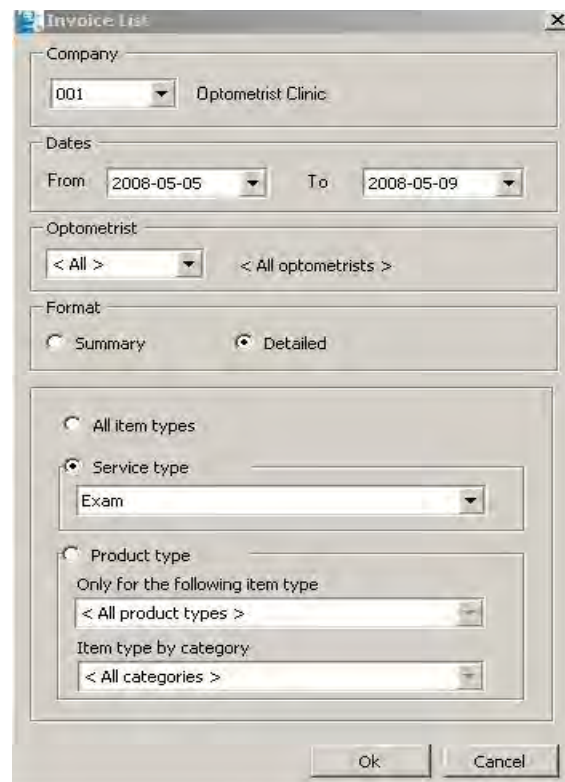 Invoice List
Company
001 Optometrist Clinic
Dates
From 2008-05-05 To 2008-05-09
Optometrist
< All > < All optometrists >
Format
Summary Detailed
All item types
Service type
Exam
Product type
Only for the following item type
< All product types >
Item type by category
< All categories >
Ok Cancel